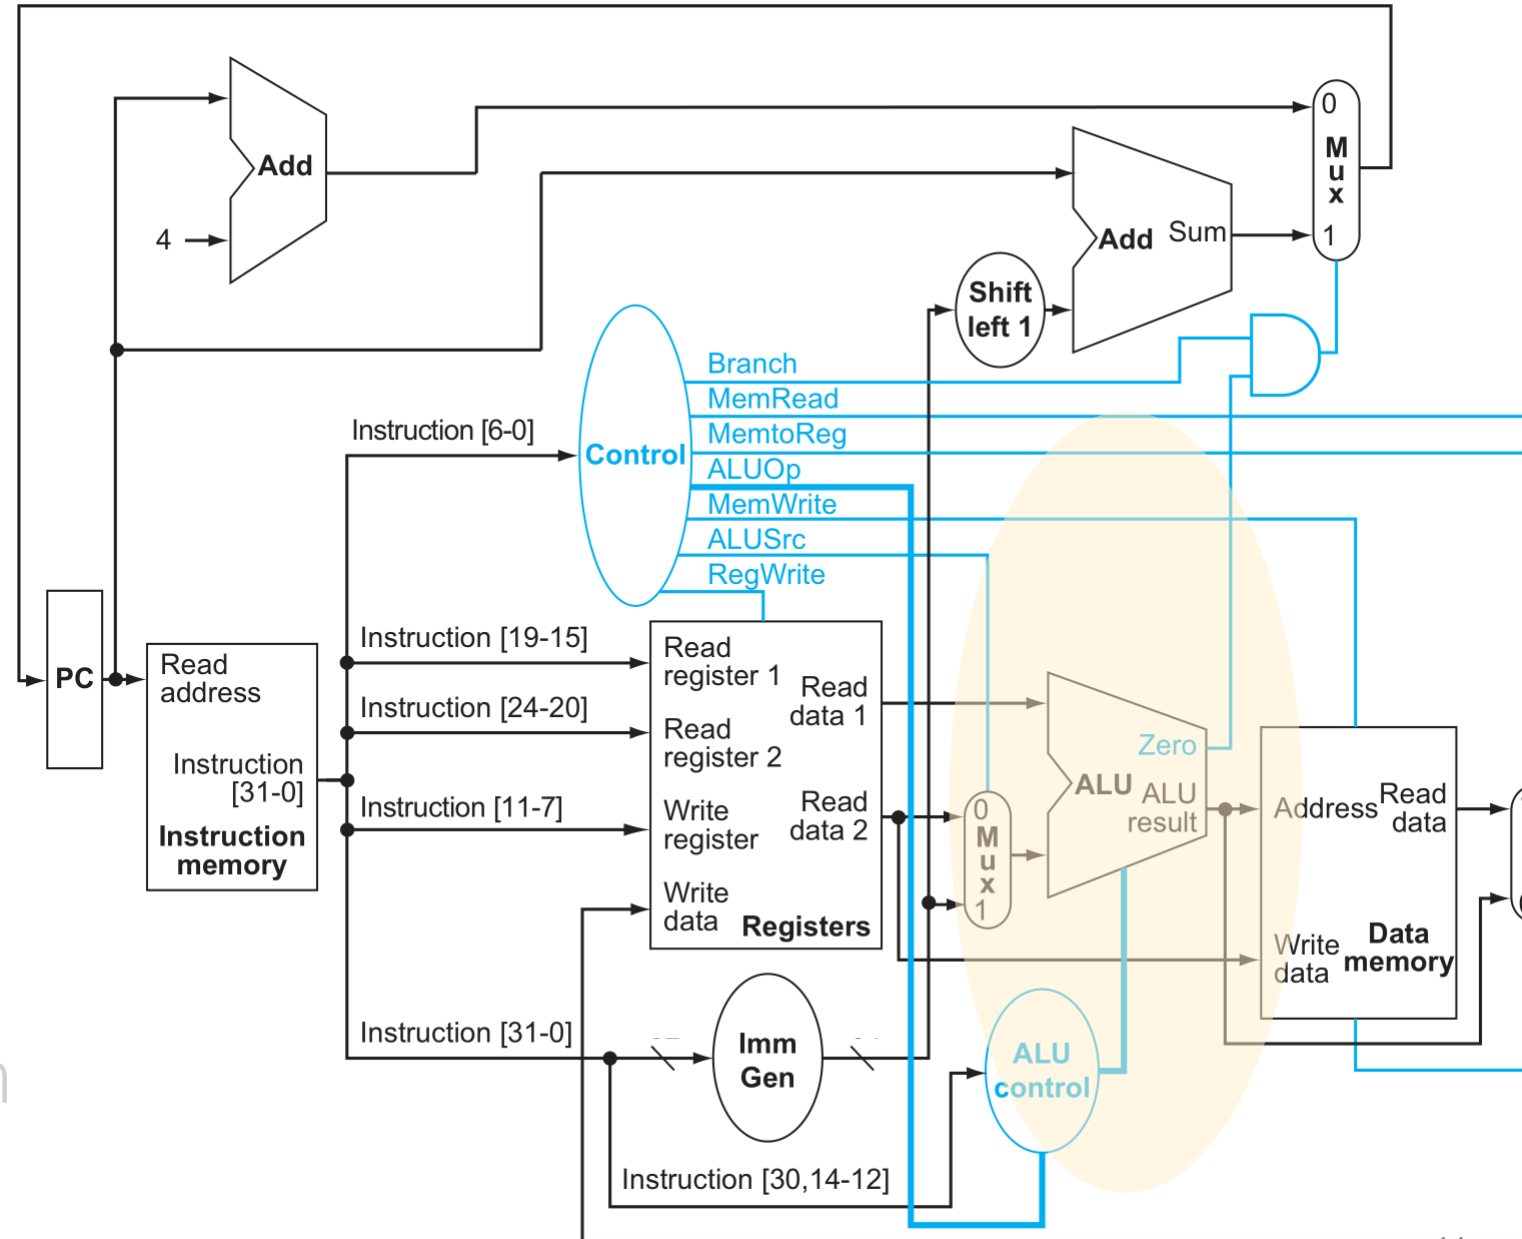 Add
4
0
M
u
x
1
Add Sum
Shift
left 1
Branch
MemRead
MemtoReg
ALUOp
MemWrite
ALUSrc
RegWrite
Instruction [6-0]
Control
PC
Read
address
Instruction
[31-0]
Instruction
memory
Instruction [19-15]
Instruction [24-20]
Instruction [11-7]
Instruction [31-0]
Read
register 1
Read
data 1
Read
register 2
Write
register
Read
data 2
Write
data
Registers
0
M
u
x
1
Zero
ALU
ALU
result
Address
Read
data
Write
data
Data
memory
Imm
Gen
ALU
control
Instruction [30,14-12]